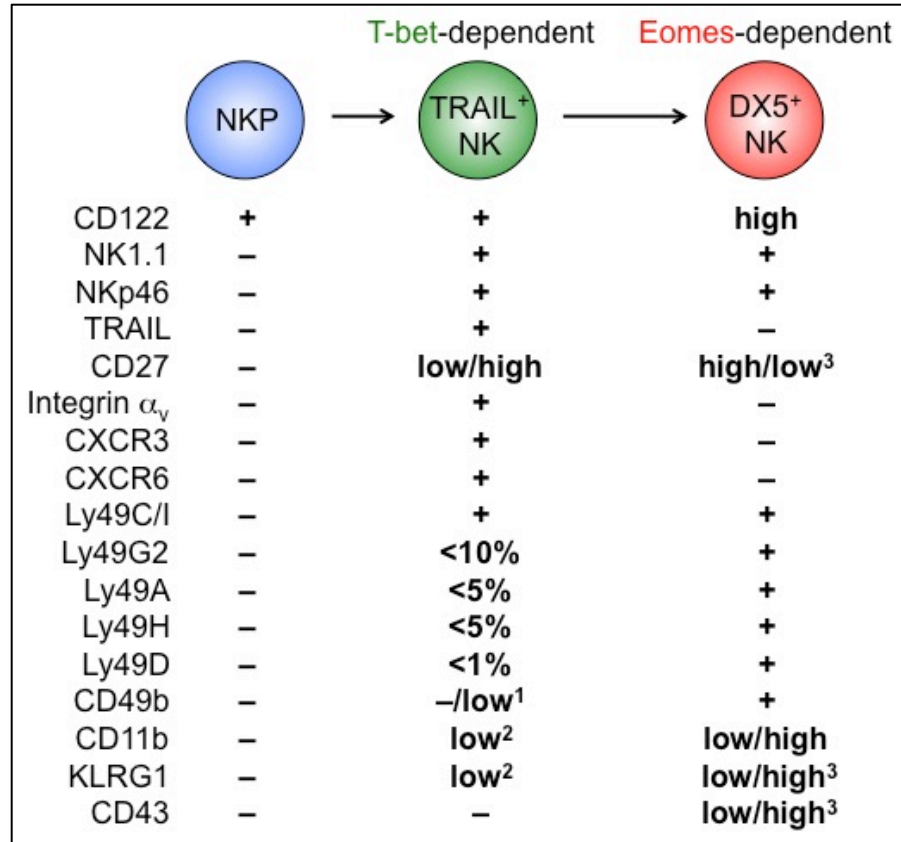 T-bet-dependent Eomes-dependent
NKP TRAIL⁺ NK DX5⁺ NK
CD122 + + high
NK1.1 – + +
NKp46 – + +
TRAIL – + –
CD27 – low/high high/low³
Integrin αᵥ – + –
CXCR3 – + –
CXCR6 – + –
Ly49C/I – + +
Ly49G2 – <10% +
Ly49A – <5% +
Ly49H – <5% +
Ly49D – <1% +
CD49b – –/low¹ +
CD11b – low² low/high
KLRG1 – low² low/high³
CD43 – – low/high³